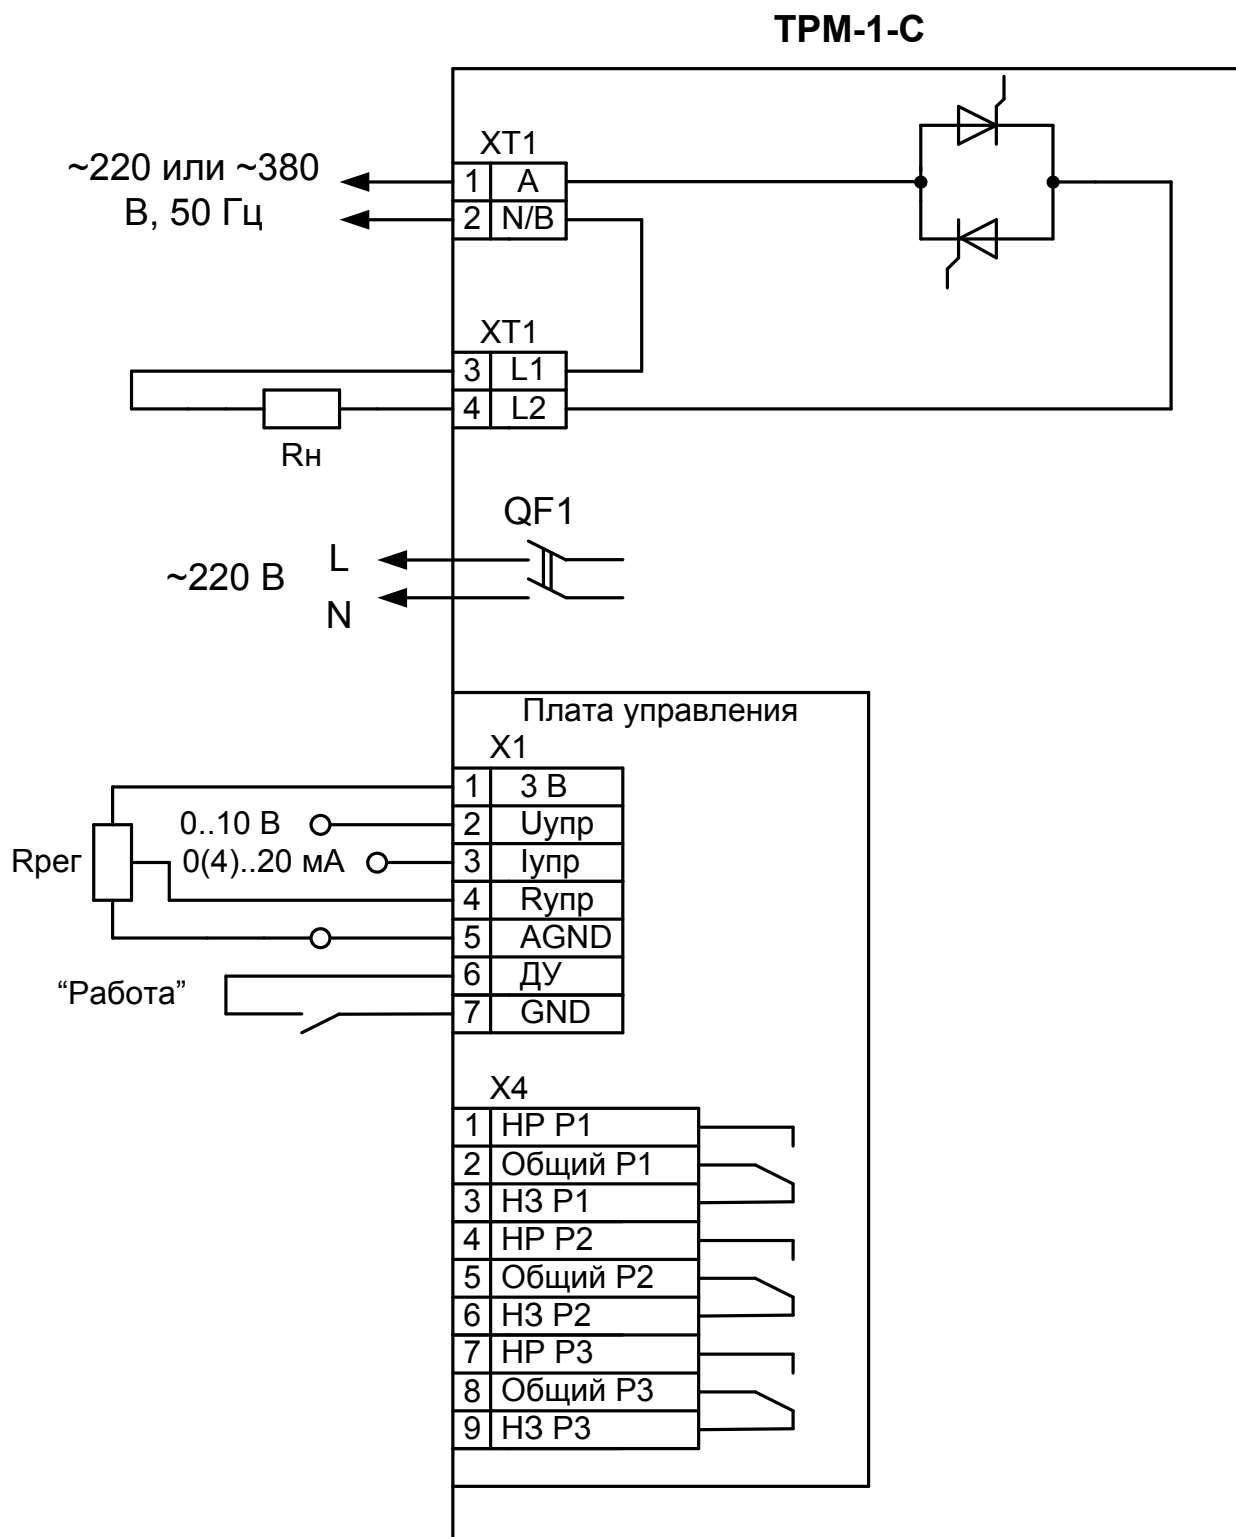 ТРМ-1-С
~220 или ~380
В, 50 Гц
XT1
1 A
2 N/B
XT1
3 L1
4 L2
Rн
QF1
~220 В
L
N
Плата управления
X1
1 3 В
2 Uупр
3 Iупр
4 Rупр
5 AGND
6 ДУ
7 GND
0..10 В
0(4)..20 мА
Rрег
“Работа”
X4
1 НР Р1
2 Общий Р1
3 НЗ Р1
4 НР Р2
5 Общий Р2
6 НЗ Р2
7 НР Р3
8 Общий Р3
9 НЗ Р3